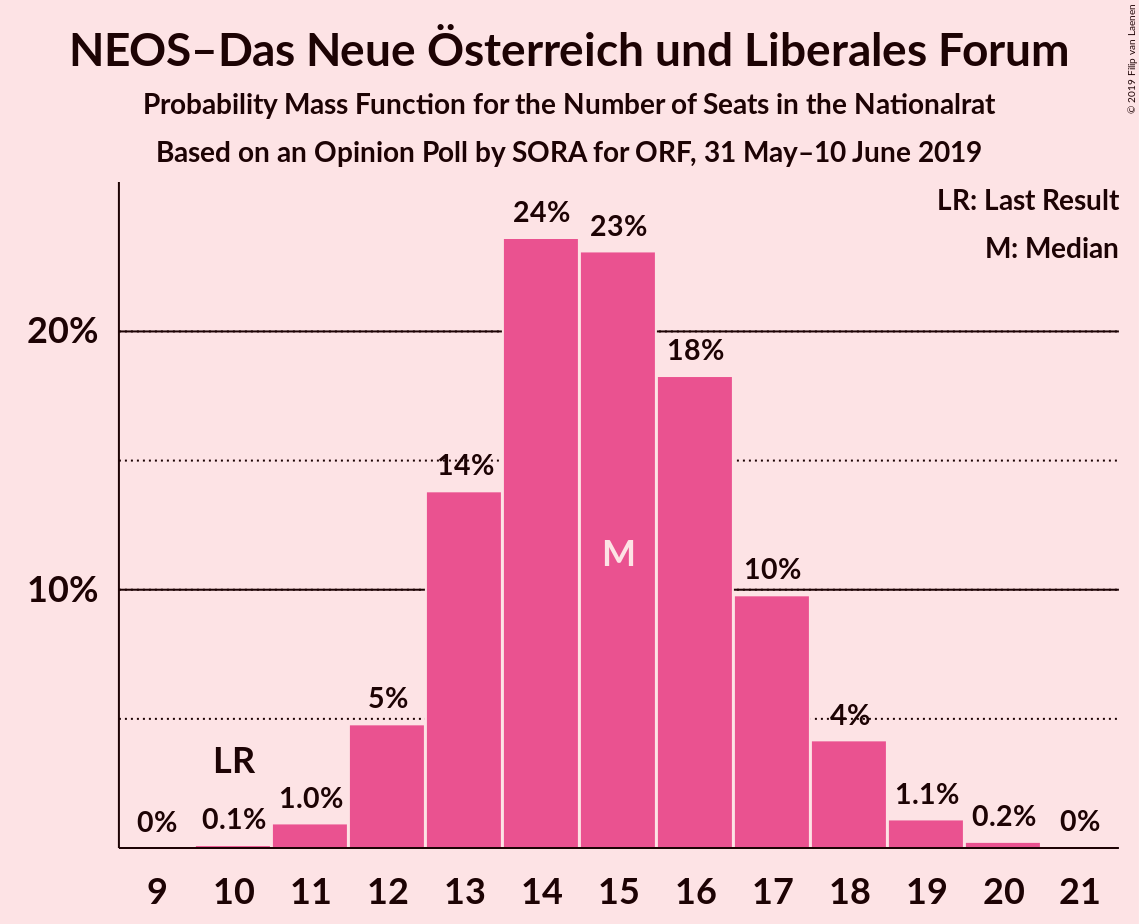 NEOS–Das Neue Österreich und Liberales Forum
Probability Mass Function for the Number of Seats in the Nationalrat
Based on an Opinion Poll by SORA for ORF, 31 May–10 June 2019
© 2019 Filip van Laenen
LR: Last Result
M: Median
20%
10%
0%
0.1%
1.0%
5%
14%
24%
23%
18%
10%
4%
1.1%
0.2%
0%
LR
M
9 10 11 12 13 14 15 16 17 18 19 20 21